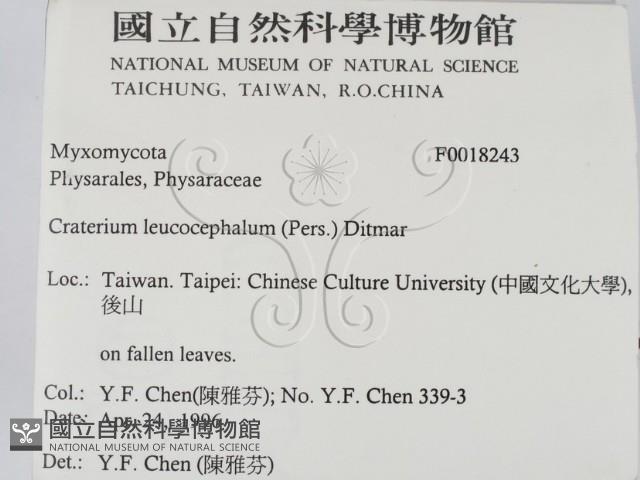 國立自然科學博物館
NATIONAL MUSEUM OF NATURAL SCIENCE
TAICHUNG, TAIWAN, R.O.CHINA
Myxomycota F0018243
Physarales, Physaraceae
Craterium leucocephalum (Pers.) Ditmar
Loc.: Taiwan. Taipei: Chinese Culture University (中國文化大學),
後山
on fallen leaves.
Col.: Y.F. Chen(陳雅芬); No. Y.F. Chen 339-3
Date: Apr. 24, 1996
國立自然科學博物館
NATIONAL MUSEUM OF NATURAL SCIENCE
Det.: Y.F. Chen (陳雅芬)